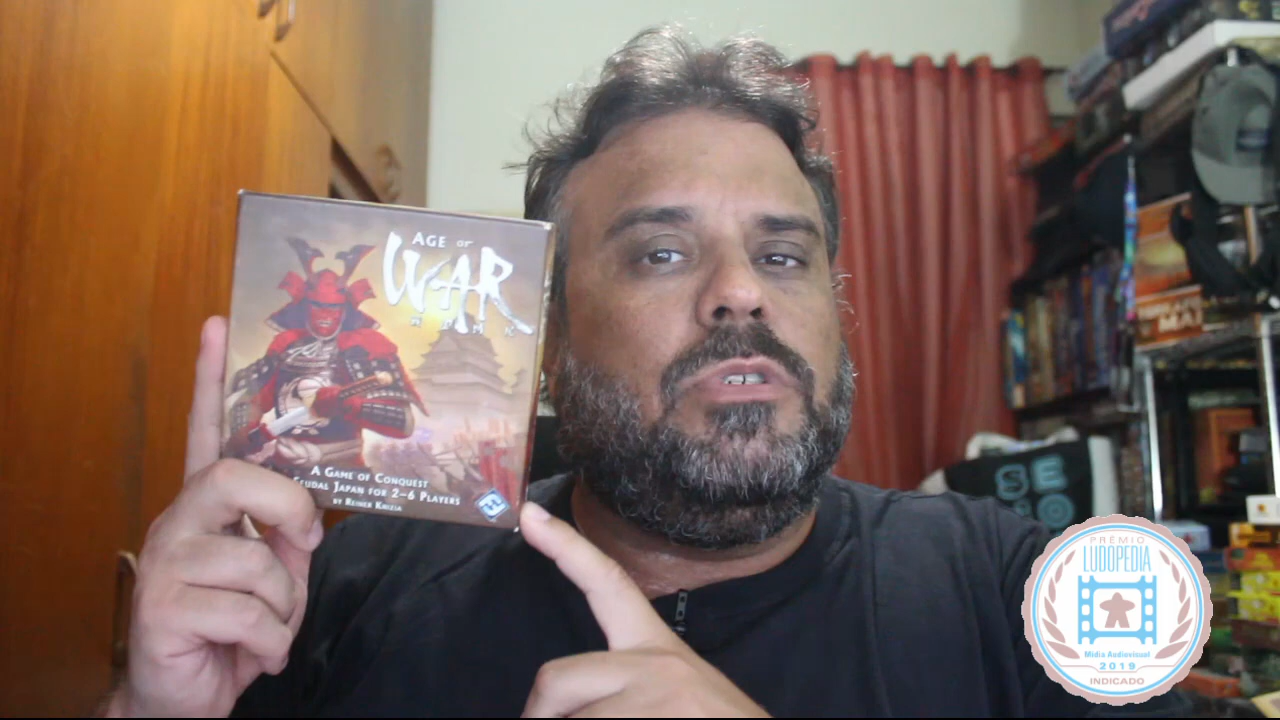 AGE OF
WAR
A GAME OF CONQUEST
FEUDAL JAPAN FOR 2-6 PLAYERS
BY REINER KNIZIA
SE
PRÊMIO
LUDOPEDIA
Mídia Audiovisual
2019
INDICADO